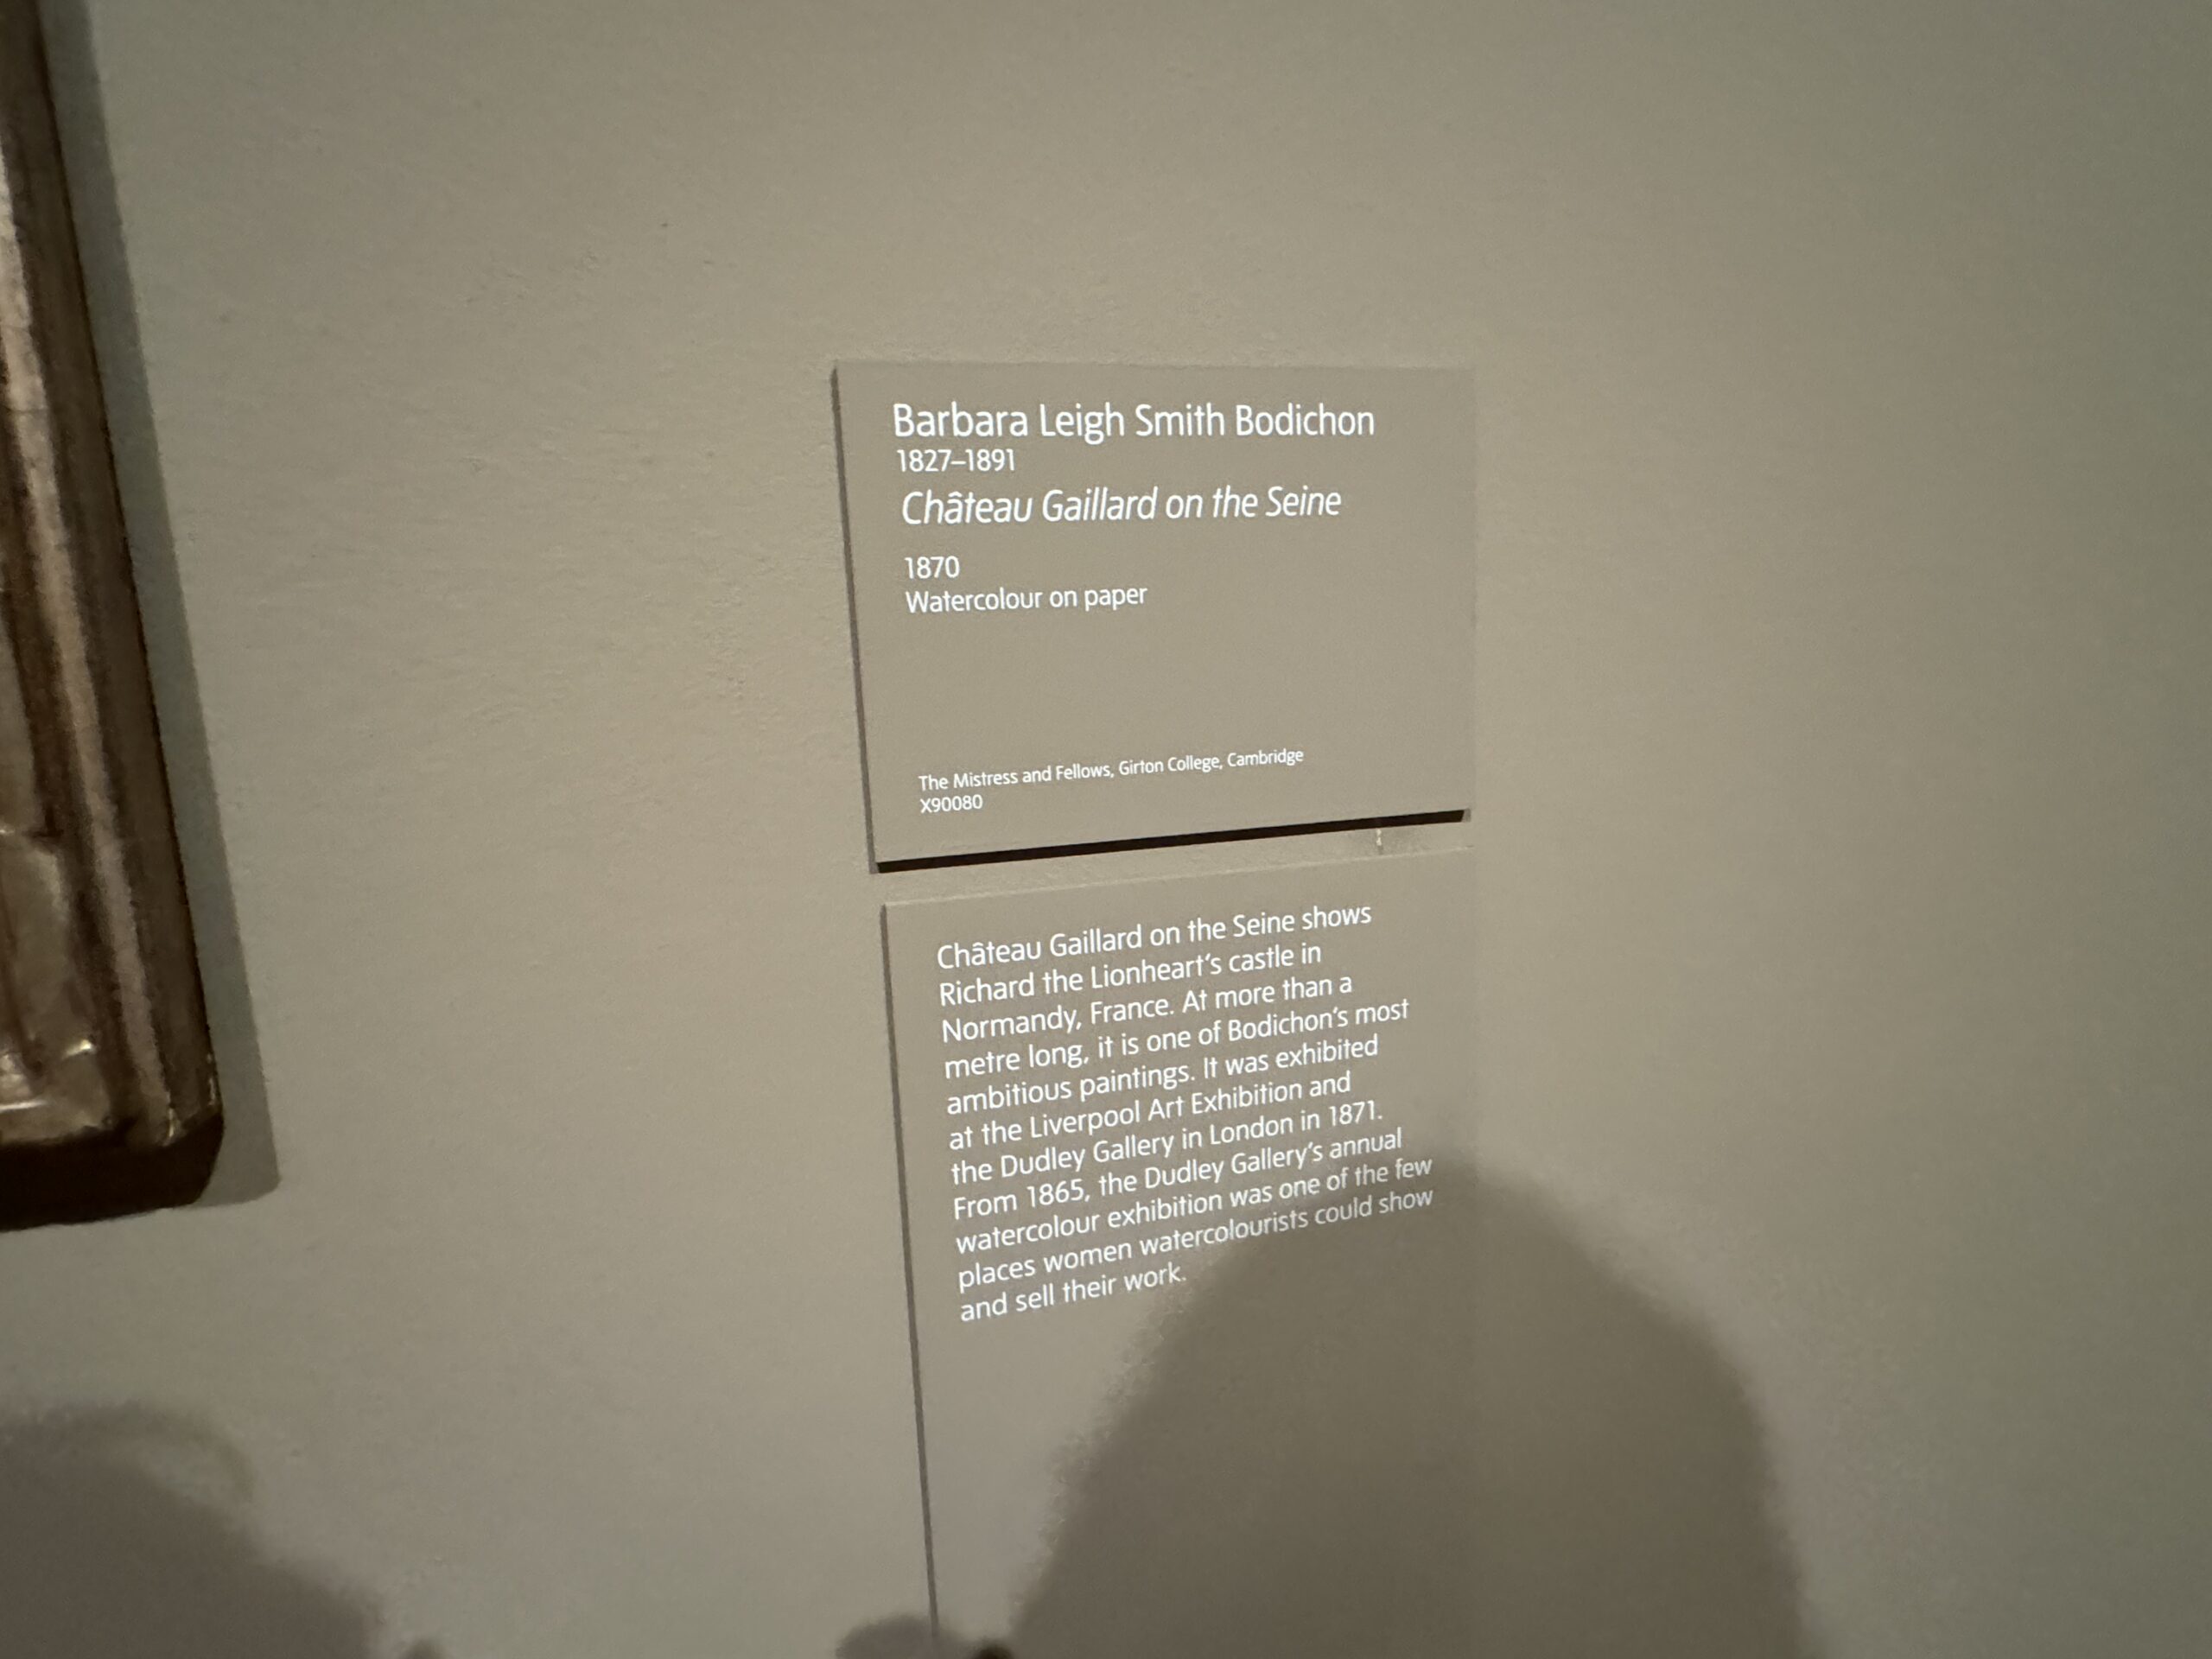 Barbara Leigh Smith Bodichon
1827–1891
Château Gaillard on the Seine
1870
Watercolour on paper
The Mistress and Fellows, Girton College, Cambridge
X90080
Château Gaillard on the Seine shows
Richard the Lionheart's castle in
Normandy, France. At more than a
metre long, it is one of Bodichon's most
ambitious paintings. It was exhibited
at the Liverpool Art Exhibition and
the Dudley Gallery in London in 1871.
From 1865, the Dudley Gallery's annual
watercolour exhibition was one of the few
places women watercolourists could show
and sell their work.